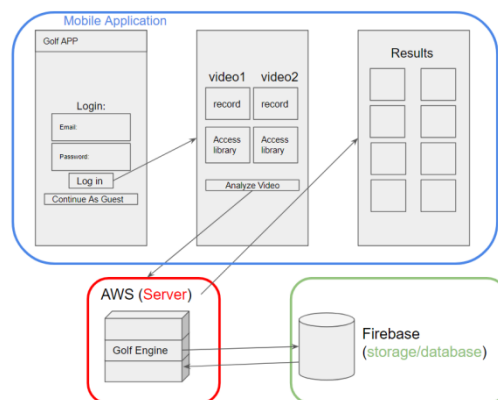 Mobile Application
Golf APP
Login:
Email:
Password:
Log in
Continue As Guest
video1 video2
record record
Access Access
library library
Analyze Video
Results
AWS (Server)
Golf Engine
Firebase
(storage/database)